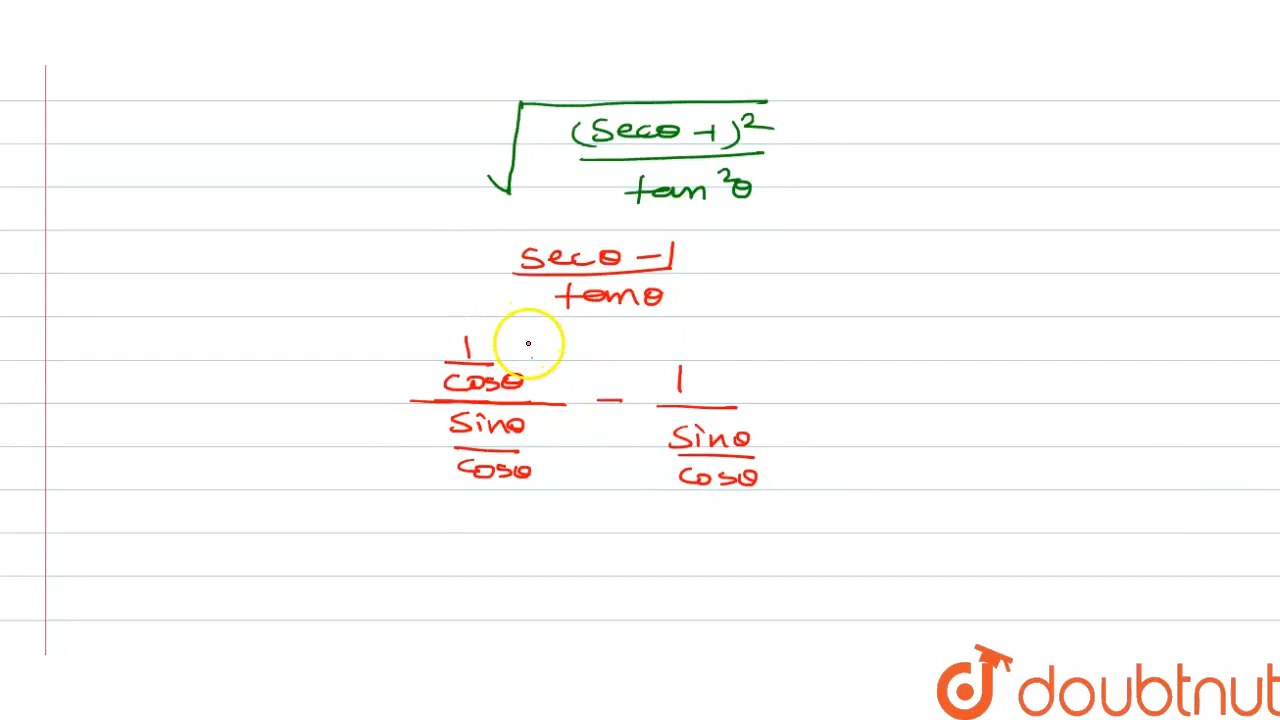 √((secθ -1)² / tan²θ)
secθ -1 / tanθ
1/cosθ / sinθ/cosθ - 1 / sinθ/cosθ
doubtnut